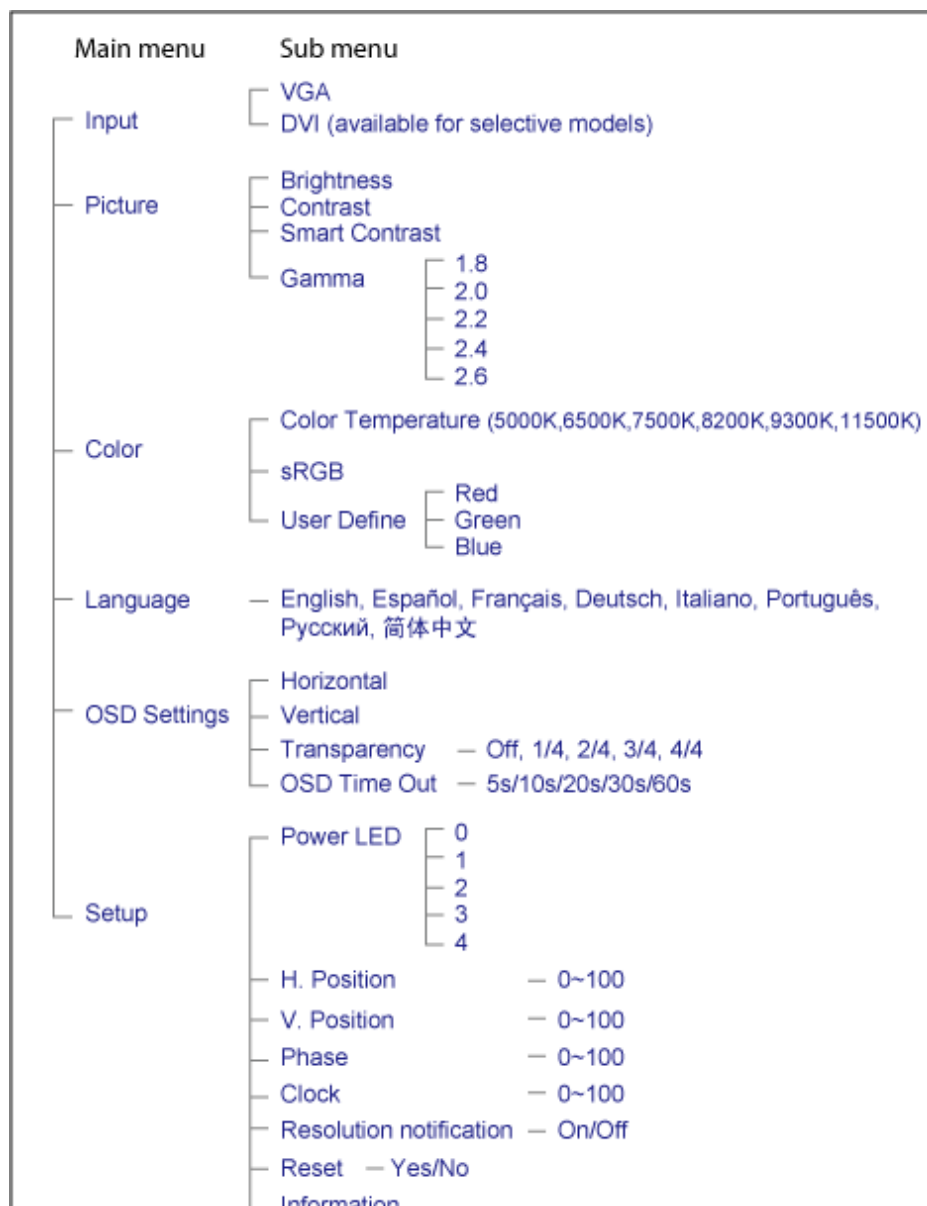 Main menu Sub menu
VGA
Input
DVI (available for selective models)
Brightness
Picture
Contrast
Smart Contrast
Gamma
1.8
2.0
2.2
2.4
2.6
Color Temperature (5000K,6500K,7500K,8200K,9300K,11500K)
Color
sRGB
User Define
Red
Green
Blue
Language
English, Español, Français, Deutsch, Italiano, Português,
Русский, 简体中文
OSD Settings
Horizontal
Vertical
Transparency — Off, 1/4, 2/4, 3/4, 4/4
OSD Time Out — 5s/10s/20s/30s/60s
Setup
Power LED
0
1
2
3
4
H. Position — 0~100
V. Position — 0~100
Phase — 0~100
Clock — 0~100
Resolution notification — On/Off
Reset — Yes/No
Information